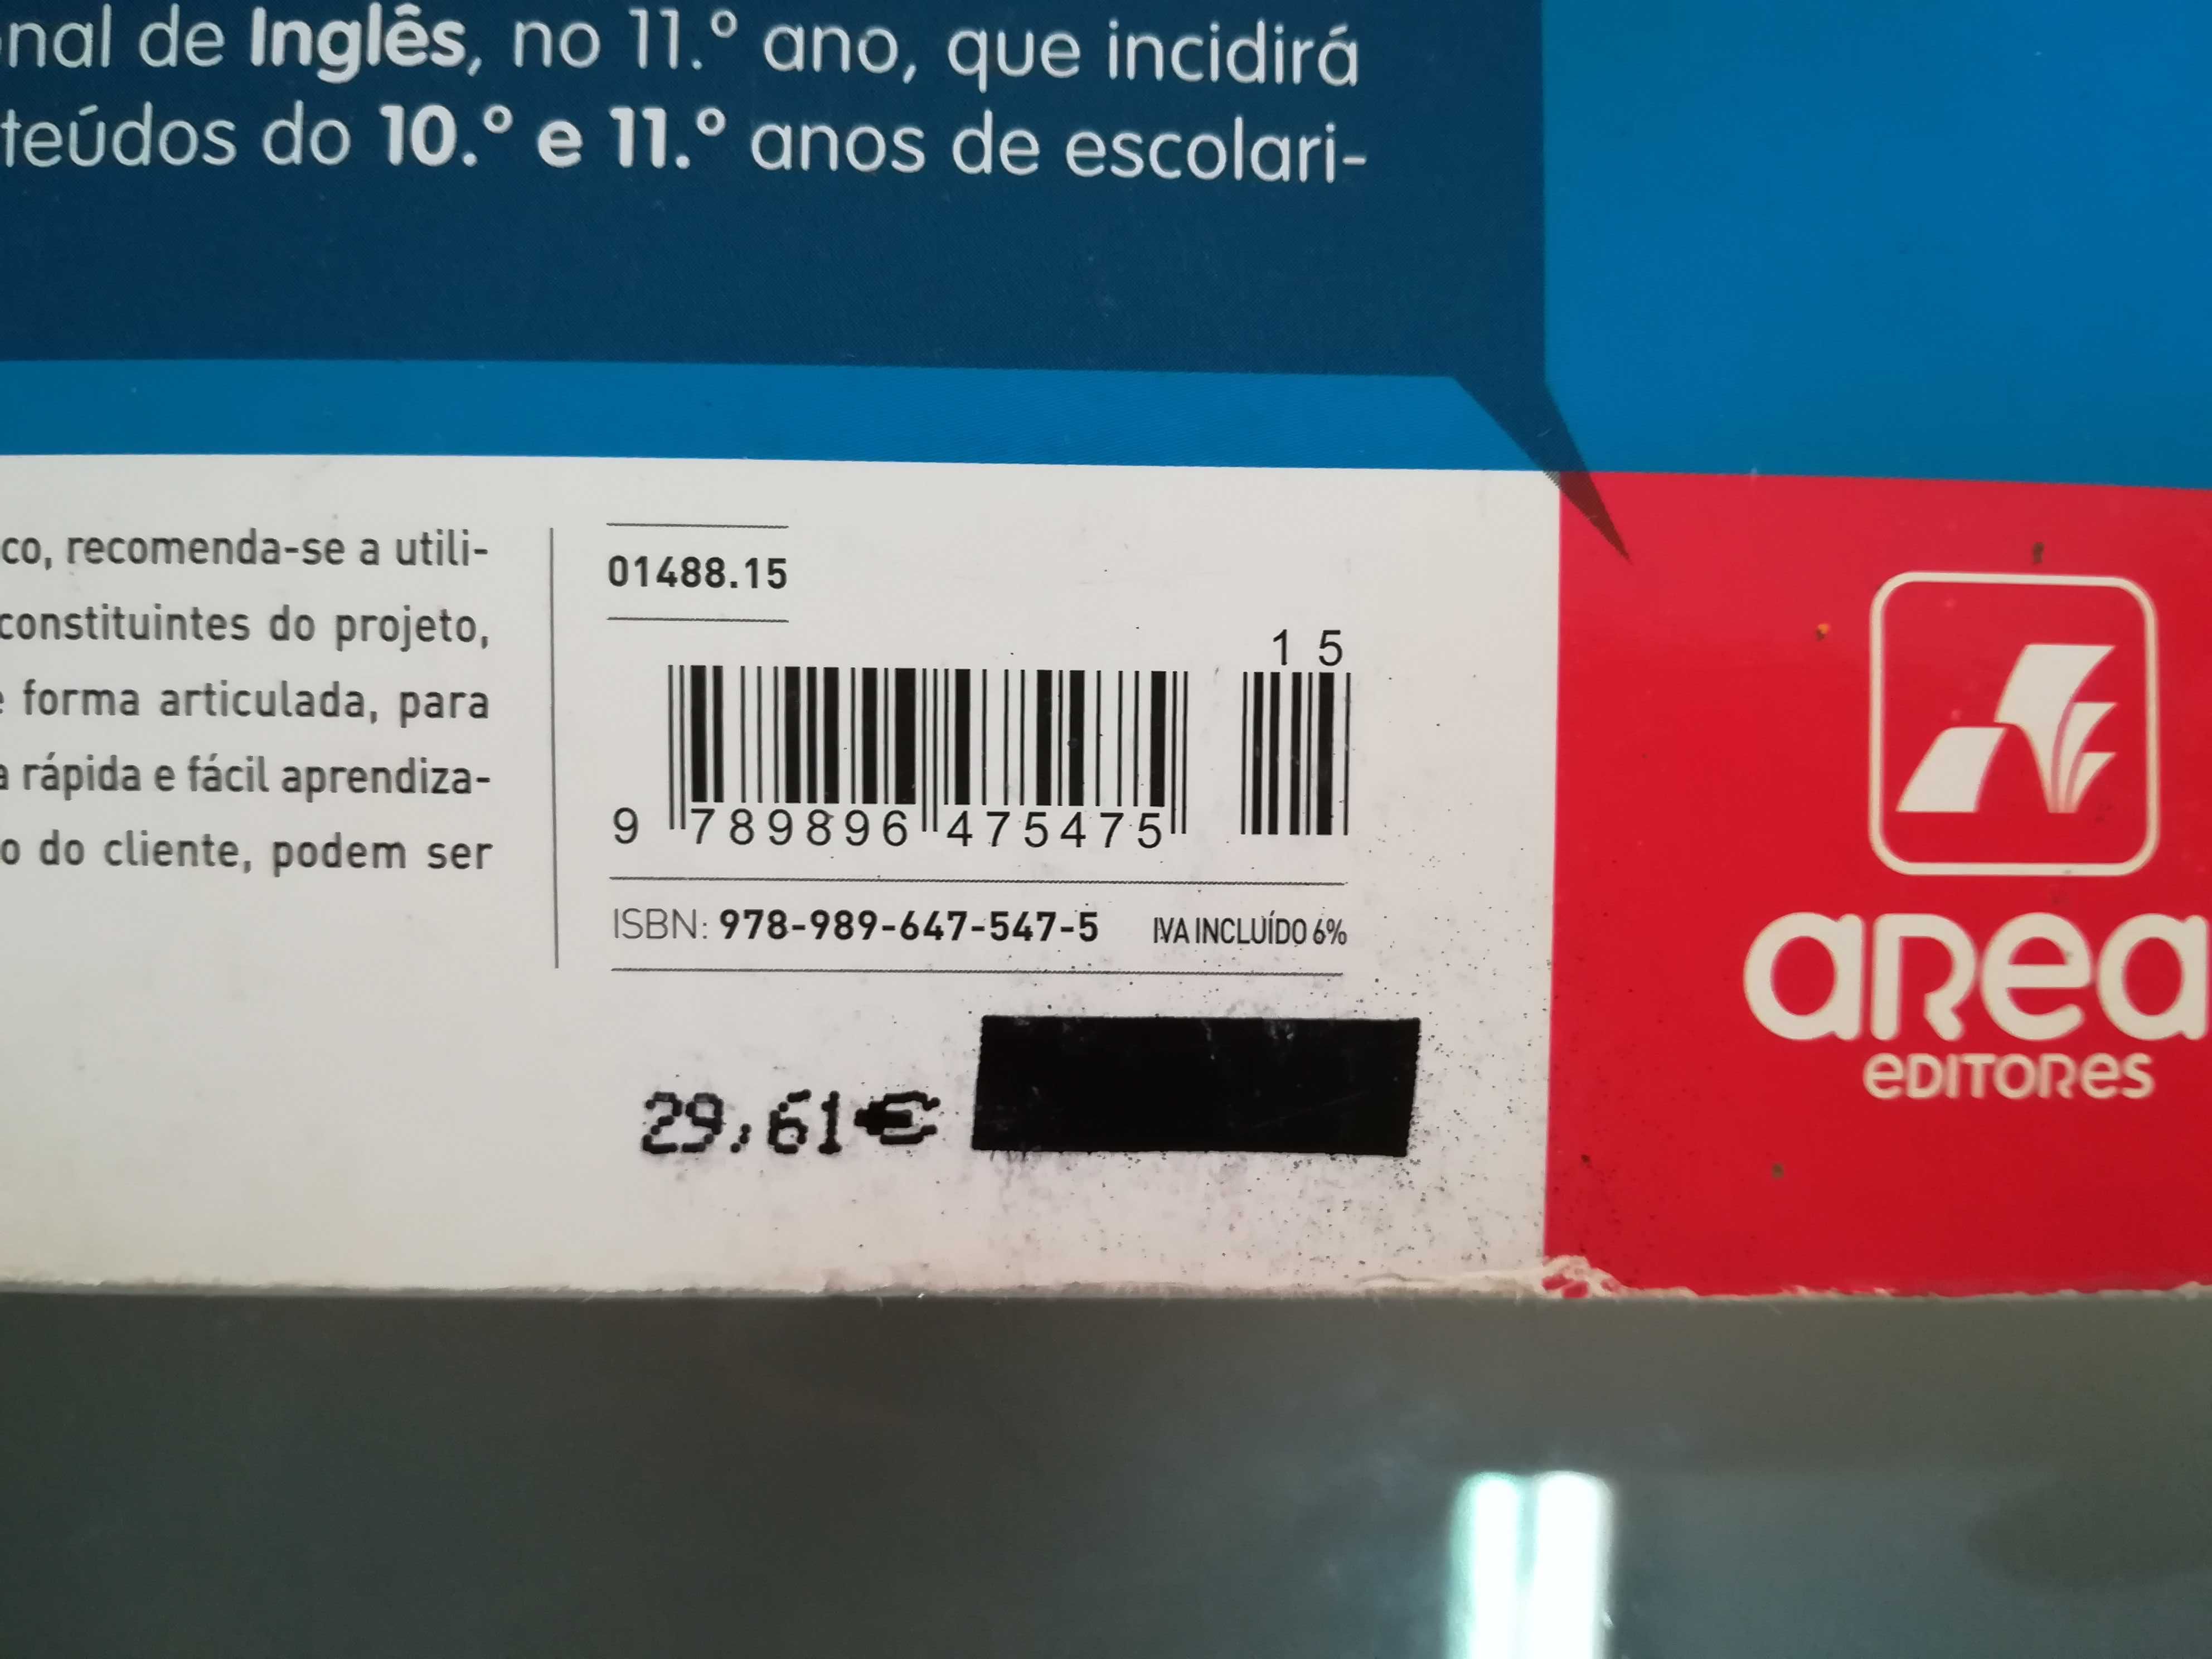 nal de Inglês, no 11.º ano, que incidirá
teúdos do 10.º e 11.º anos de escolari-
co, recomenda-se a utili-
constituintes do projeto,
forma articulada, para
a rápida e fácil aprendiza-
o do cliente, podem ser
01488.15
15
9 789896 475475
ISBN: 978-989-647-547-5 IVA INCLUÍDO 6%
29,61€
area
EDITORES